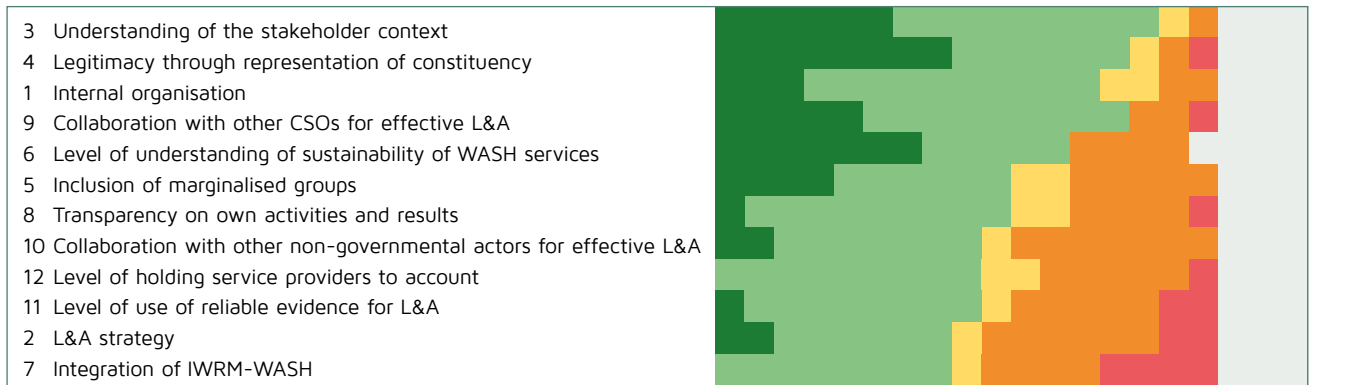 3 Understanding of the stakeholder context
4 Legitimacy through representation of constituency
1 Internal organisation
9 Collaboration with other CSOs for effective L&A
6 Level of understanding of sustainability of WASH services
5 Inclusion of marginalised groups
8 Transparency on own activities and results
10 Collaboration with other non-governmental actors for effective L&A
12 Level of holding service providers to account
11 Level of use of reliable evidence for L&A
2 L&A strategy
7 Integration of IWRM-WASH